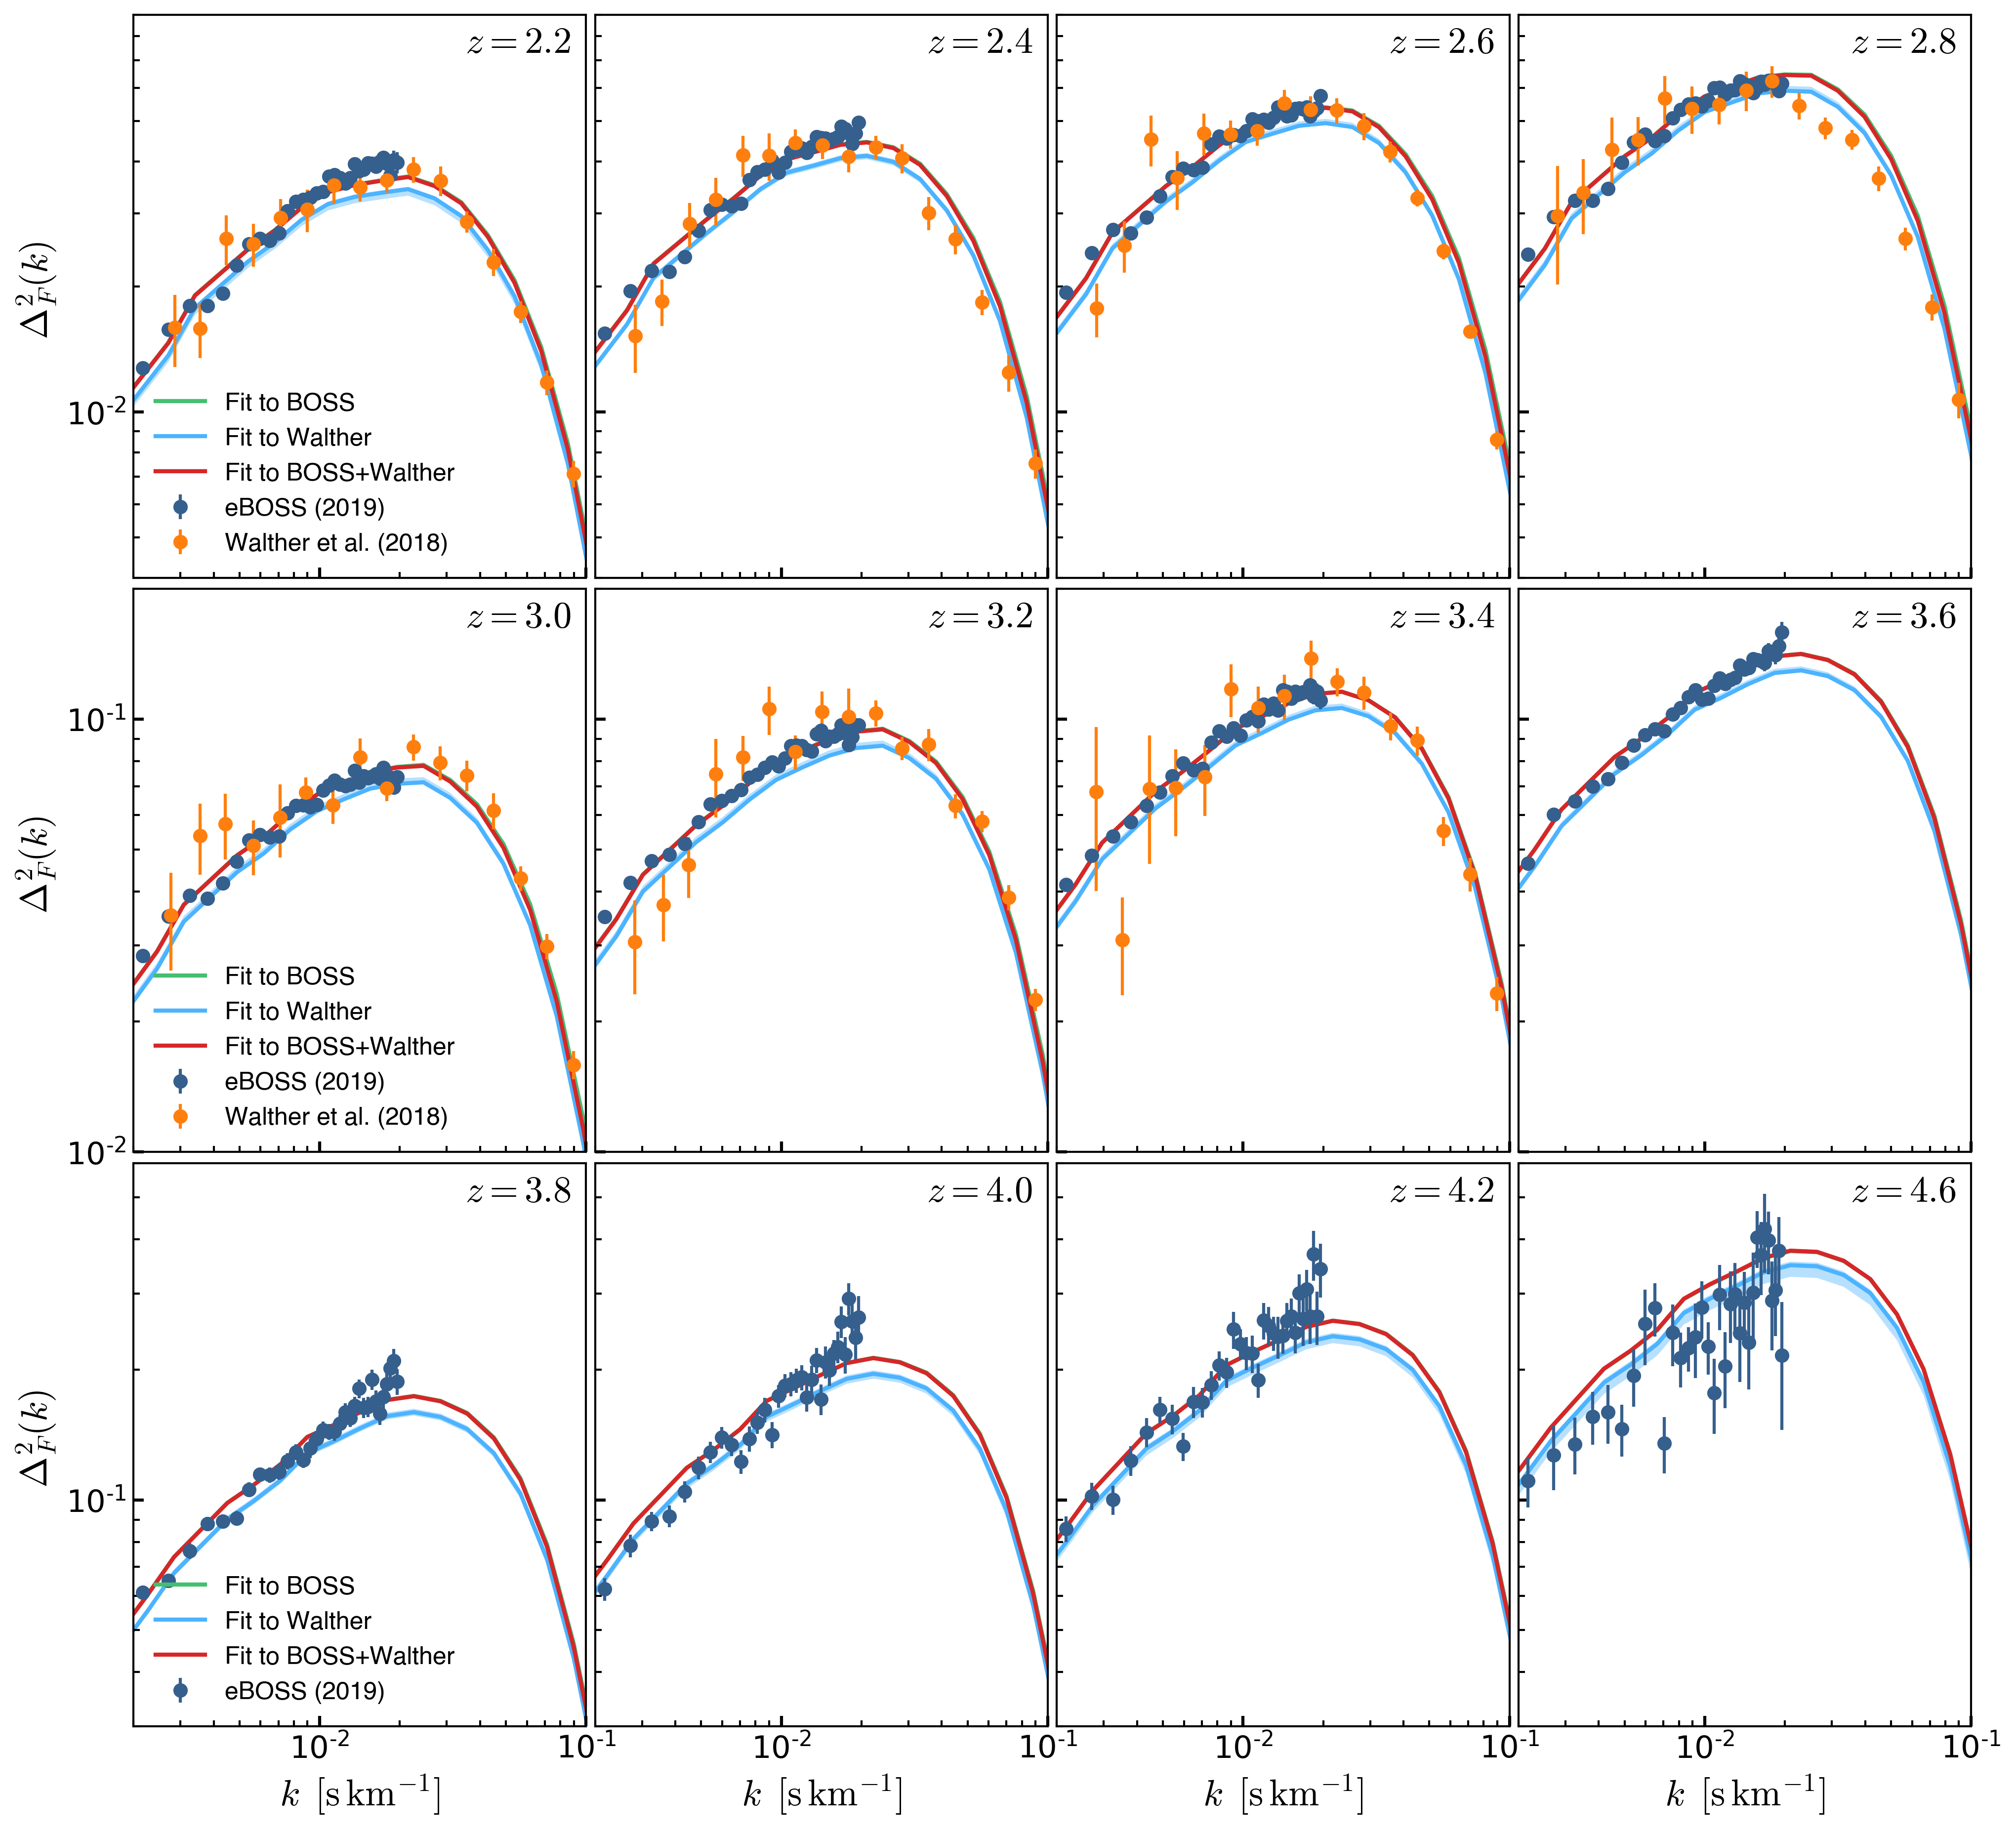 z = 2.2
z = 2.4
z = 2.6
z = 2.8
Δ²_F(k)
10⁻²
Fit to BOSS
Fit to Walther
Fit to BOSS+Walther
eBOSS (2019)
Walther et al. (2018)
z = 3.0
z = 3.2
z = 3.4
z = 3.6
10⁻¹
Δ²_F(k)
10⁻²
Fit to BOSS
Fit to Walther
Fit to BOSS+Walther
eBOSS (2019)
Walther et al. (2018)
z = 3.8
z = 4.0
z = 4.2
z = 4.6
Δ²_F(k)
10⁻¹
Fit to BOSS
Fit to Walther
Fit to BOSS+Walther
eBOSS (2019)
10⁻² 10⁻¹ 10⁻² 10⁻¹ 10⁻² 10⁻¹ 10⁻² 10⁻¹
k [s km⁻¹] k [s km⁻¹] k [s km⁻¹] k [s km⁻¹]